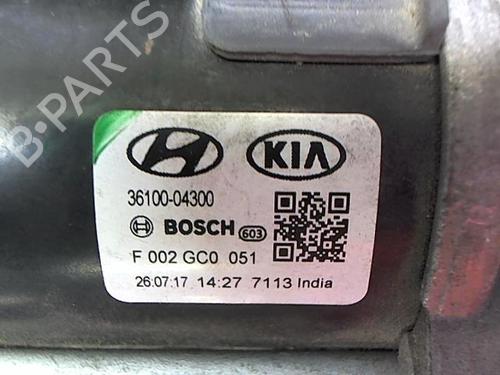 B-PARTS
KIA
36100-04300
BOSCH 603
F 002 GC0 051
26:07:17 14:27 7113 India